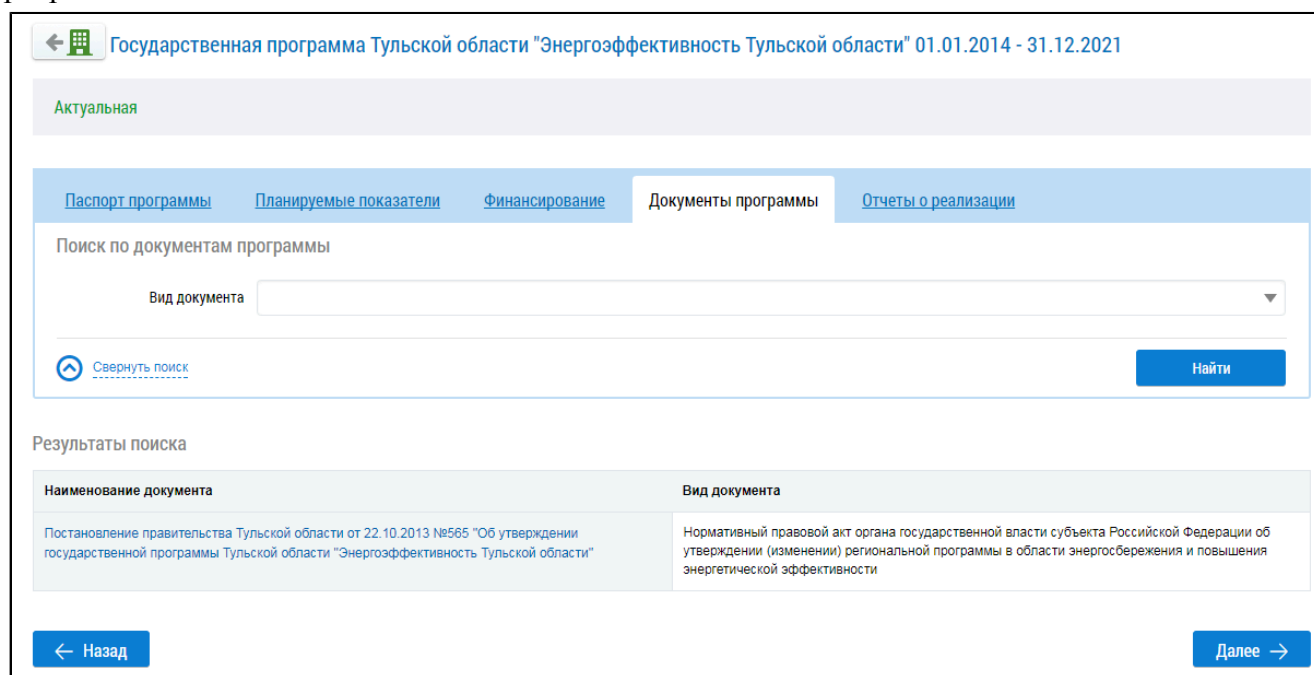 Государственная программа Тульской области "Энергоэффективность Тульской области" 01.01.2014 - 31.12.2021
Актуальная
Паспорт программы Планируемые показатели Финансирование Документы программы Отчеты о реализации
Поиск по документам программы
Вид документа
Свернуть поиск Найти
Результаты поиска
Наименование документа Вид документа
Постановление правительства Тульской области от 22.10.2013 №565 "Об утверждении
государственной программы Тульской области "Энергоэффективность Тульской области"
Нормативный правовой акт органа государственной власти субъекта Российской Федерации об
утверждении (изменении) региональной программы в области энергосбережения и повышения
энергетической эффективности
Назад Далее